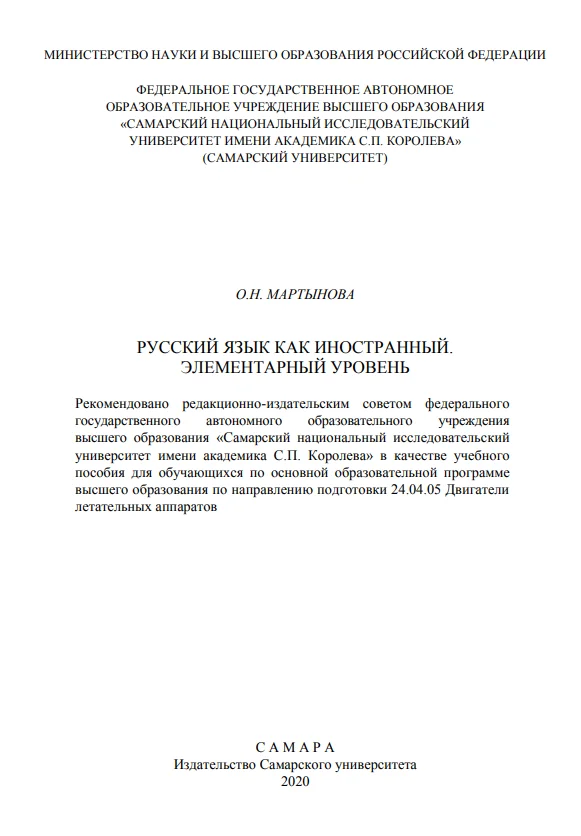 МИНИСТЕРСТВО НАУКИ И ВЫСШЕГО ОБРАЗОВАНИЯ РОССИЙСКОЙ ФЕДЕРАЦИИ
ФЕДЕРАЛЬНОЕ ГОСУДАРСТВЕННОЕ АВТОНОМНОЕ
ОБРАЗОВАТЕЛЬНОЕ УЧРЕЖДЕНИЕ ВЫСШЕГО ОБРАЗОВАНИЯ
«САМАРСКИЙ НАЦИОНАЛЬНЫЙ ИССЛЕДОВАТЕЛЬСКИЙ
УНИВЕРСИТЕТ ИМЕНИ АКАДЕМИКА С.П. КОРОЛЕВА»
(САМАРСКИЙ УНИВЕРСИТЕТ)
О.Н. МАРТЫНОВА
РУССКИЙ ЯЗЫК КАК ИНОСТРАННЫЙ.
ЭЛЕМЕНТАРНЫЙ УРОВЕНЬ
Рекомендовано редакционно-издательским советом федерального
государственного автономного образовательного учреждения
высшего образования «Самарский национальный исследовательский
университет имени академика С.П. Королева» в качестве учебного
пособия для обучающихся по основной образовательной программе
высшего образования по направлению подготовки 24.04.05 Двигатели
летательных аппаратов
С А М А Р А
Издательство Самарского университета
2020